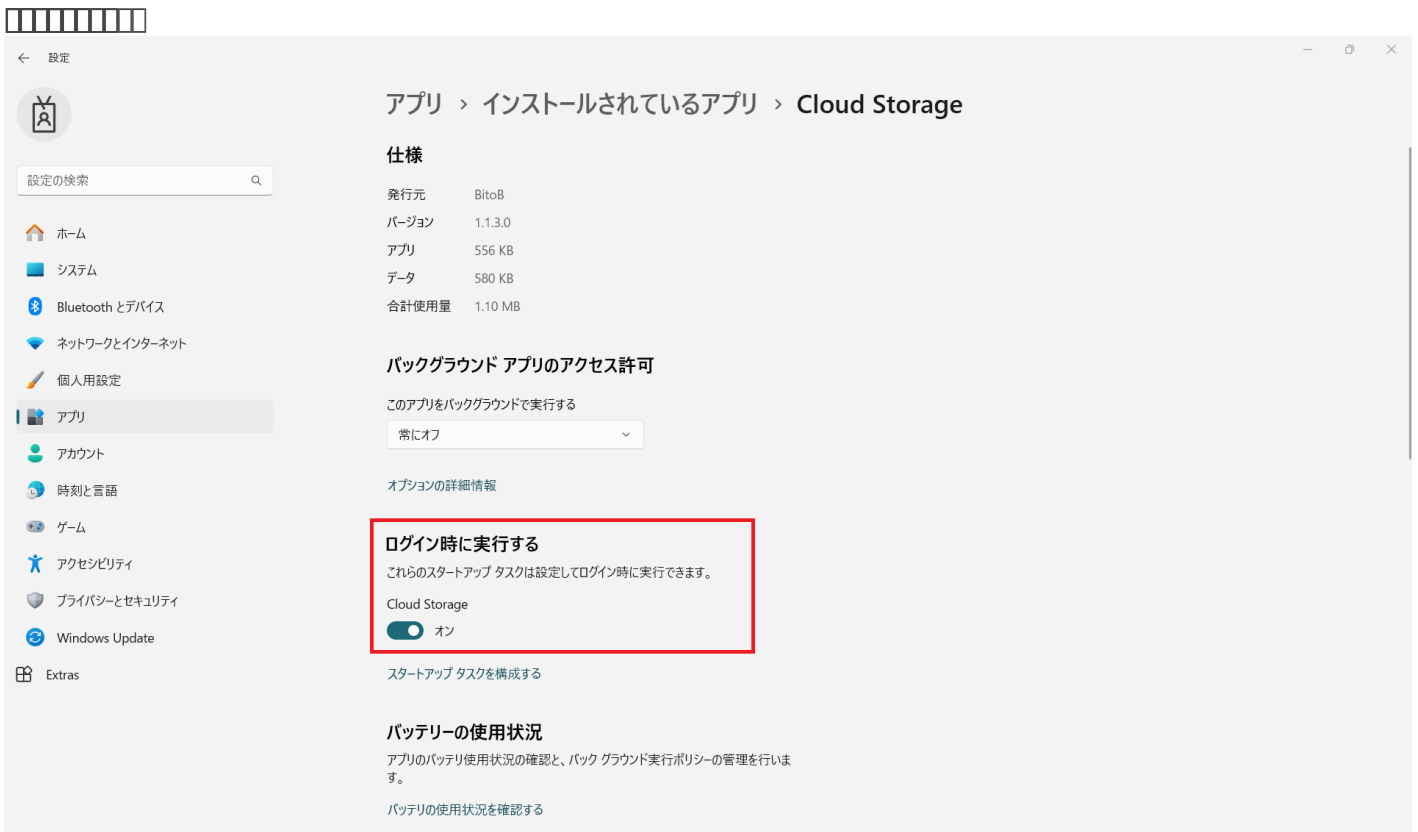 設定
設定の検索
ホーム
システム
Bluetooth とデバイス
ネットワークとインターネット
個人用設定
アプリ
アカウント
時刻と言語
ゲーム
アクセシビリティ
プライバシーとセキュリティ
Windows Update
Extras
アプリ › インストールされているアプリ › Cloud Storage
仕様
発行元 BitoB
バージョン 1.1.3.0
アプリ 556 KB
データ 580 KB
合計使用量 1.10 MB
バックグラウンド アプリのアクセス許可
このアプリをバックグラウンドで実行する
常にオフ
オプションの詳細情報
ログイン時に実行する
これらのスタートアップ タスクは設定してログイン時に実行できます。
Cloud Storage
オン
スタートアップ タスクを構成する
バッテリーの使用状況
アプリのバッテリ使用状況の確認と、バック グラウンド実行ポリシーの管理を行いま
す。
バッテリの使用状況を確認する